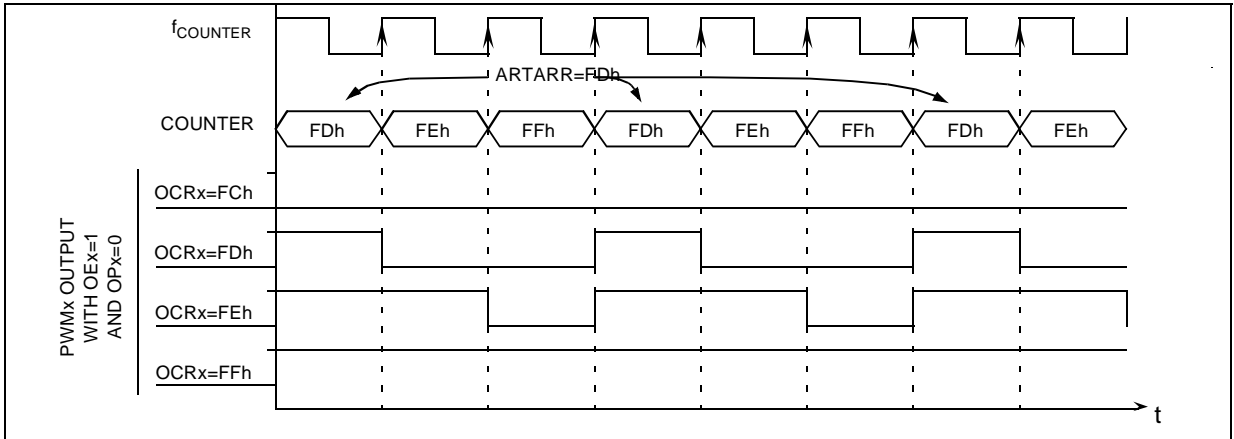 fCOUNTER
ARTARR=FDh
COUNTER
FDh FEh FFh FDh FEh FFh FDh FEh
PWMx OUTPUT
WITH OEx=1
AND OPx=0
OCRx=FCh
OCRx=FDh
OCRx=FEh
OCRx=FFh
t